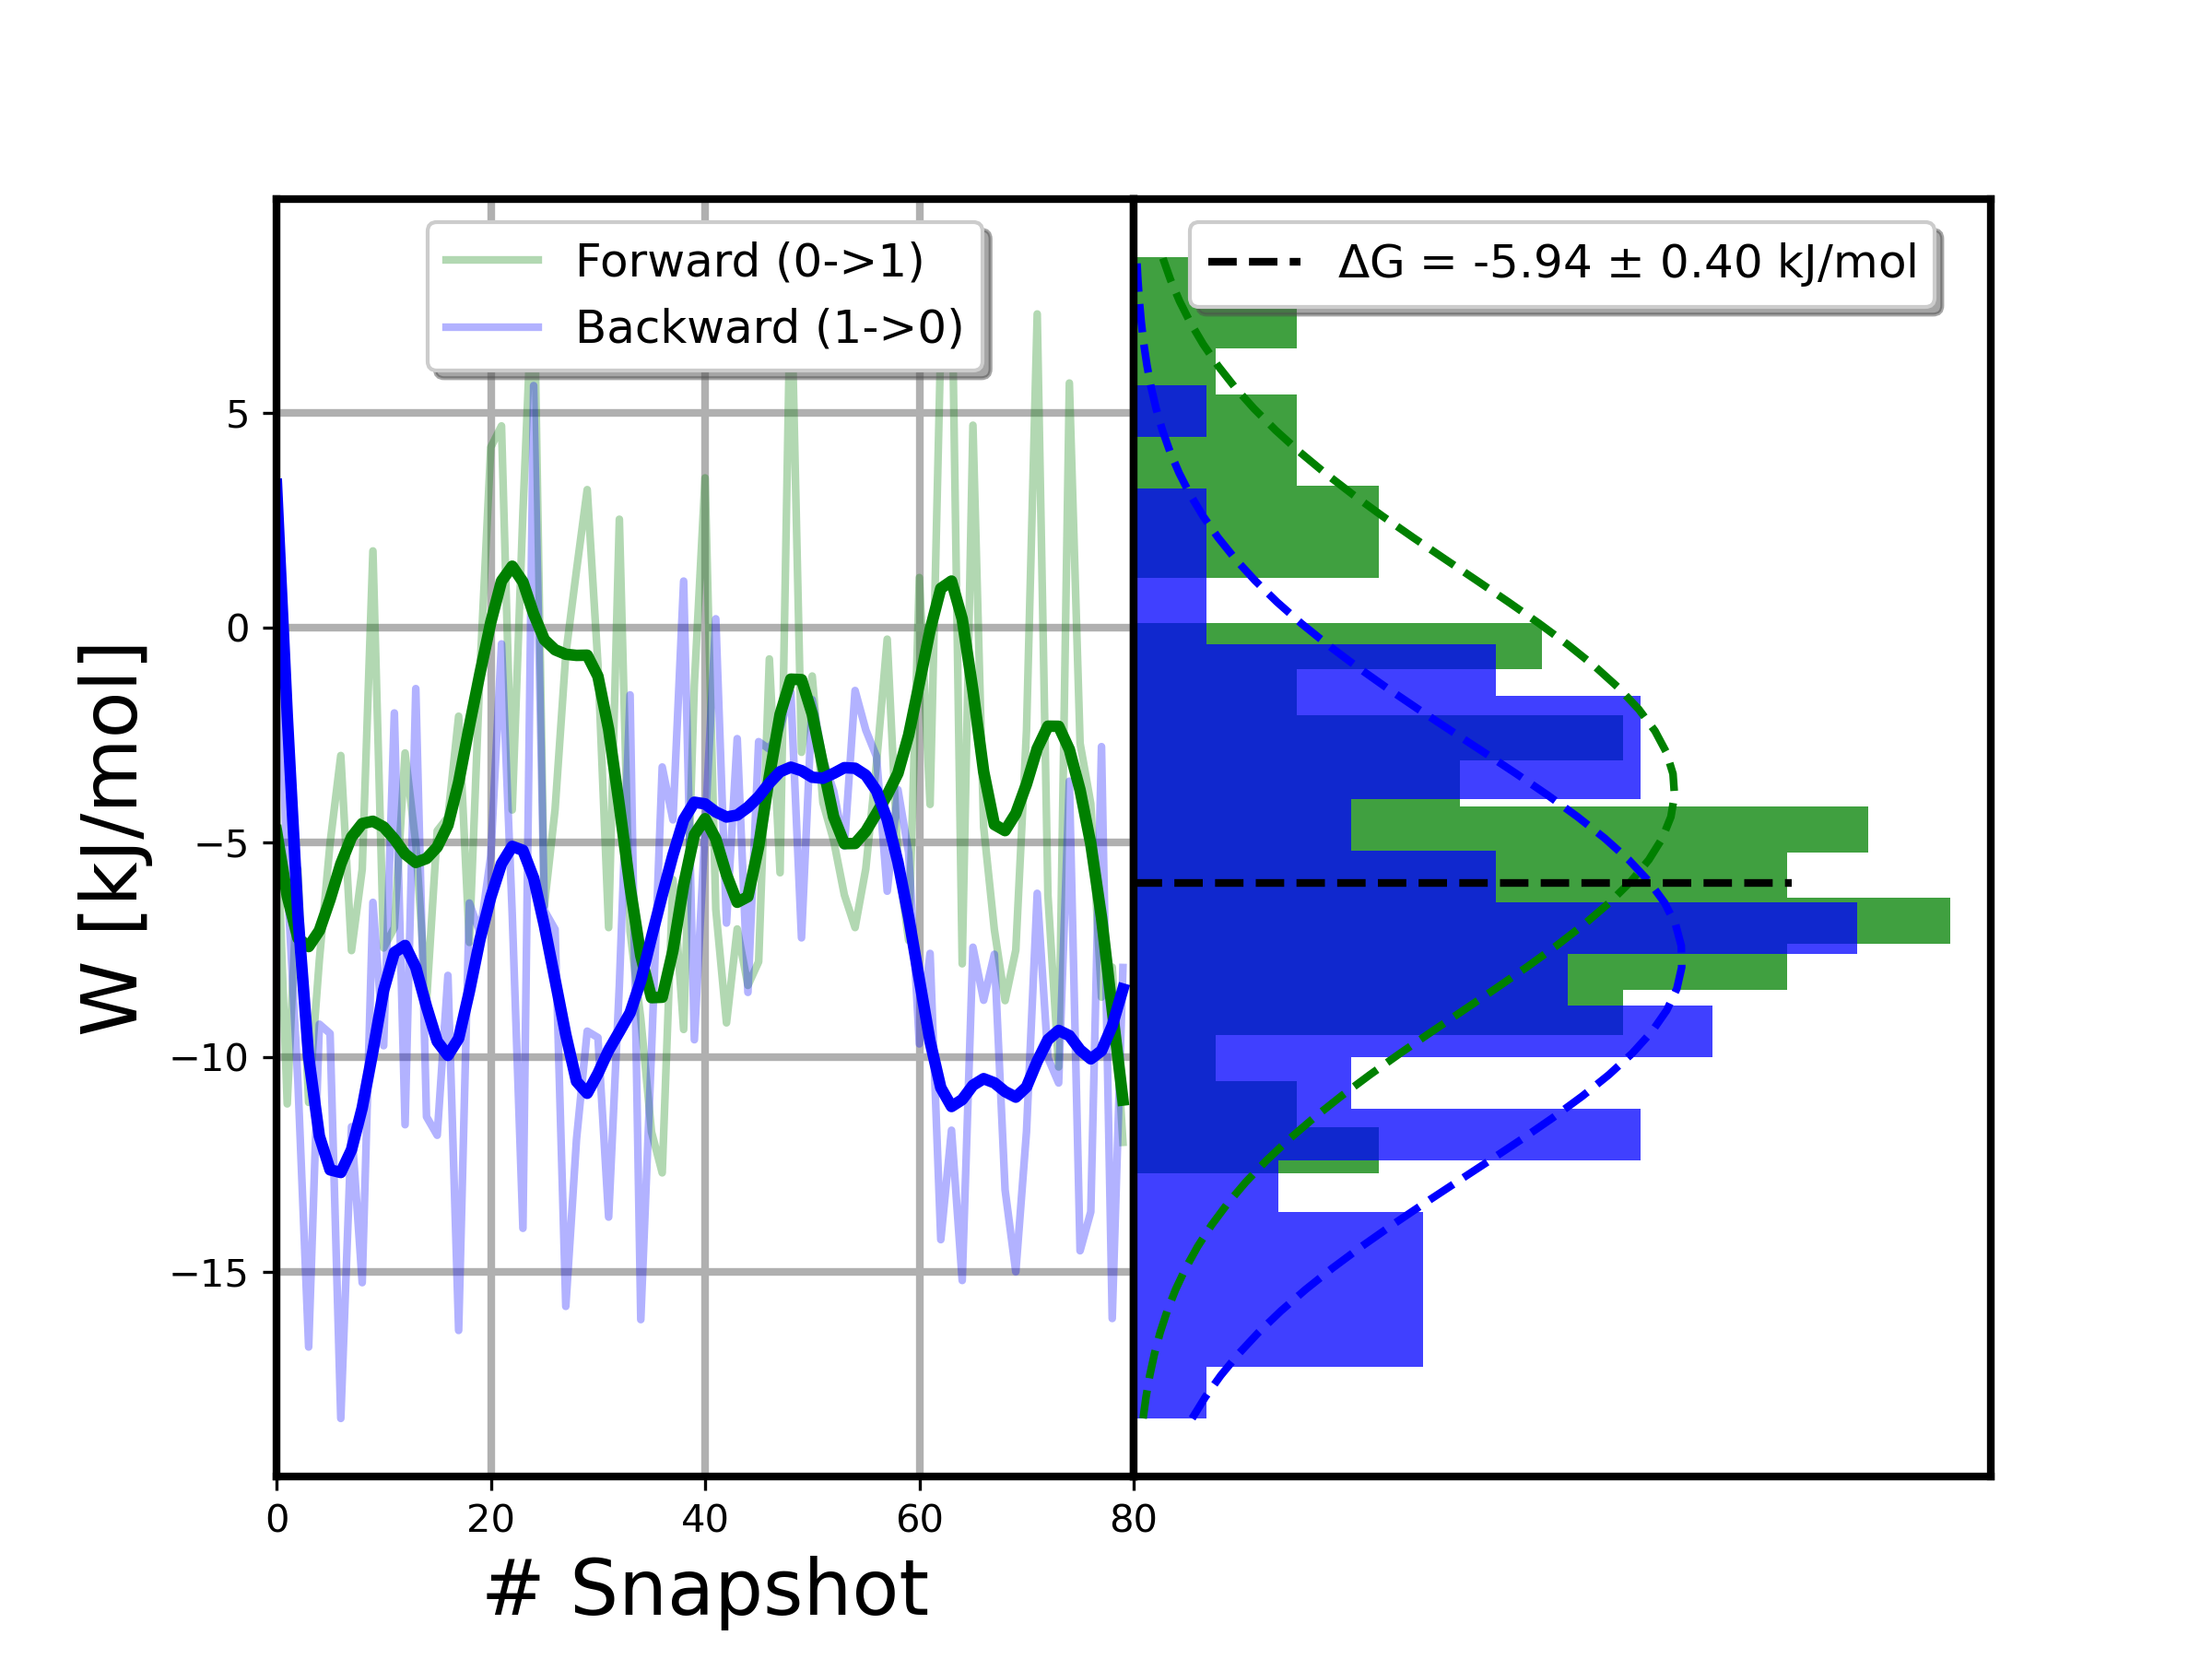 Forward (0->1)
Backward (1->0)
ΔG = -5.94 ± 0.40 kJ/mol
W [kJ/mol]
5
0
−5
−10
−15
0 20 40 60 80
# Snapshot